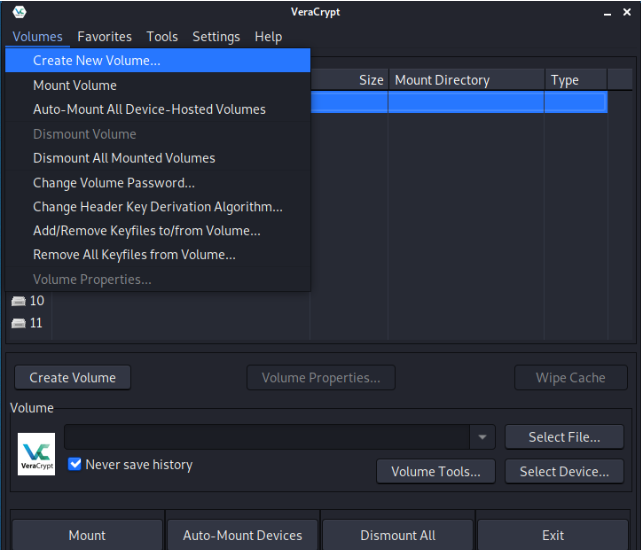 VeraCrypt
Volumes Favorites Tools Settings Help
Create New Volume...
Size Mount Directory Type
Mount Volume
Auto-Mount All Device-Hosted Volumes
Dismount Volume
Dismount All Mounted Volumes
Change Volume Password...
Change Header Key Derivation Algorithm...
Add/Remove Keyfiles to/from Volume...
Remove All Keyfiles from Volume...
Volume Properties...
10
11
Create Volume Volume Properties... Wipe Cache
Volume
VeraCrypt
Select File...
Never save history
Volume Tools... Select Device...
Mount Auto-Mount Devices Dismount All Exit